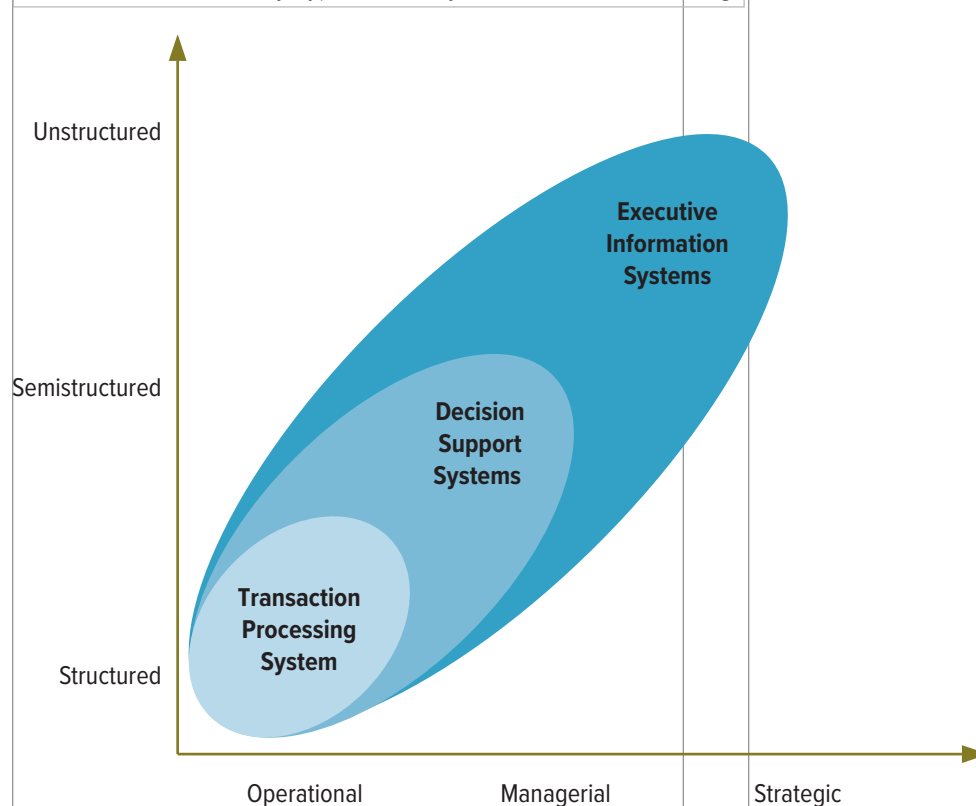 Unstructured
Executive
Information
Systems
Semistructured
Decision
Support
Systems
Transaction
Processing
System
Structured
Operational Managerial Strategic